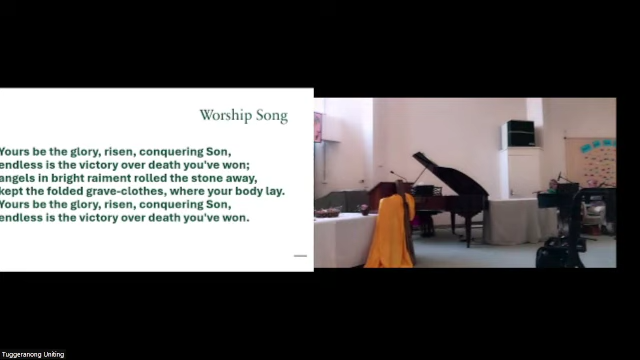 Worship Song
Yours be the glory, risen, conquering Son,
endless is the victory over death you've won;
angels in bright raiment rolled the stone away,
kept the folded grave-clothes, where your body lay.
Yours be the glory, risen, conquering Son,
endless is the victory over death you've won.
Tuggeranong Uniting